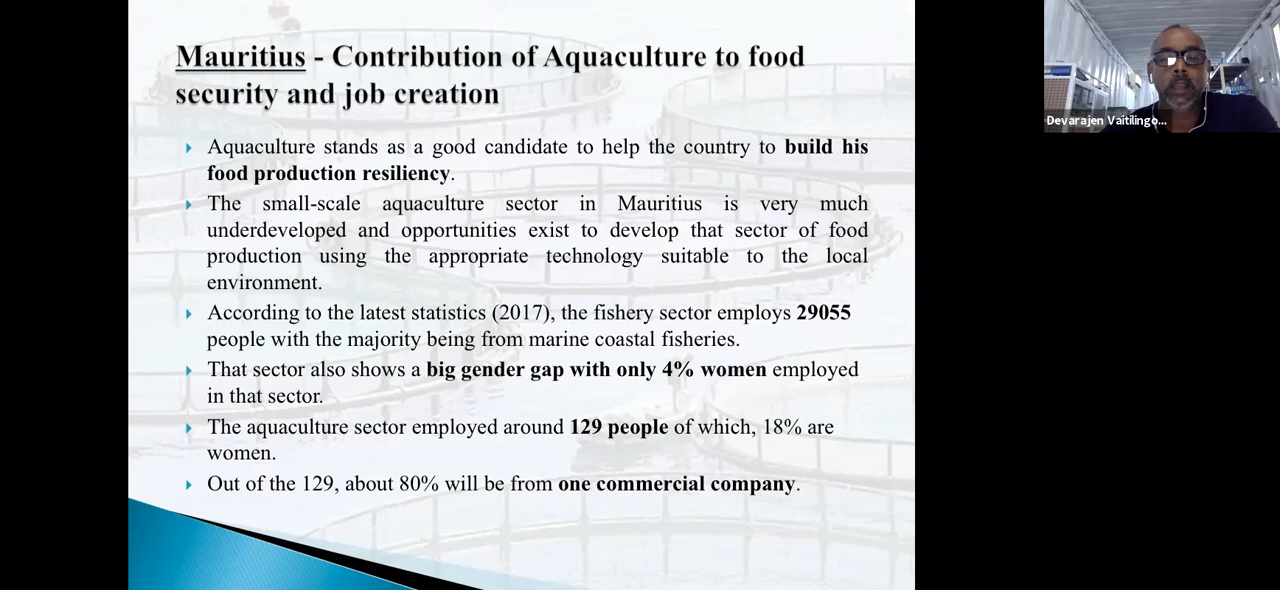 Mauritius - Contribution of Aquaculture to food
security and job creation
Aquaculture stands as a good candidate to help the country to build his
food production resiliency.
The small-scale aquaculture sector in Mauritius is very much
underdeveloped and opportunities exist to develop that sector of food
production using the appropriate technology suitable to the local
environment.
According to the latest statistics (2017), the fishery sector employs 29055
people with the majority being from marine coastal fisheries.
That sector also shows a big gender gap with only 4% women employed
in that sector.
The aquaculture sector employed around 129 people of which, 18% are
women.
Out of the 129, about 80% will be from one commercial company.
Devarajen Vaitilingo...